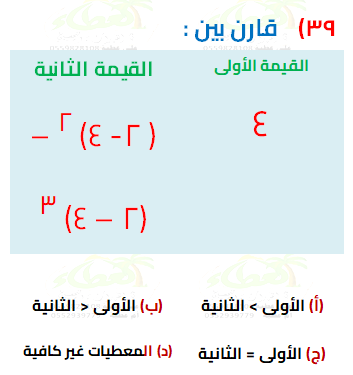 ٣٩) قارن بين :
القيمة الأولى
القيمة الثانية
٤
( ٢- ٤)٢ –
(٢ – ٤)٣
(أ) الأولى > الثانية
(ب) الأولى < الثانية
(ج) الأولى = الثانية
(د) المعطيات غير كافية